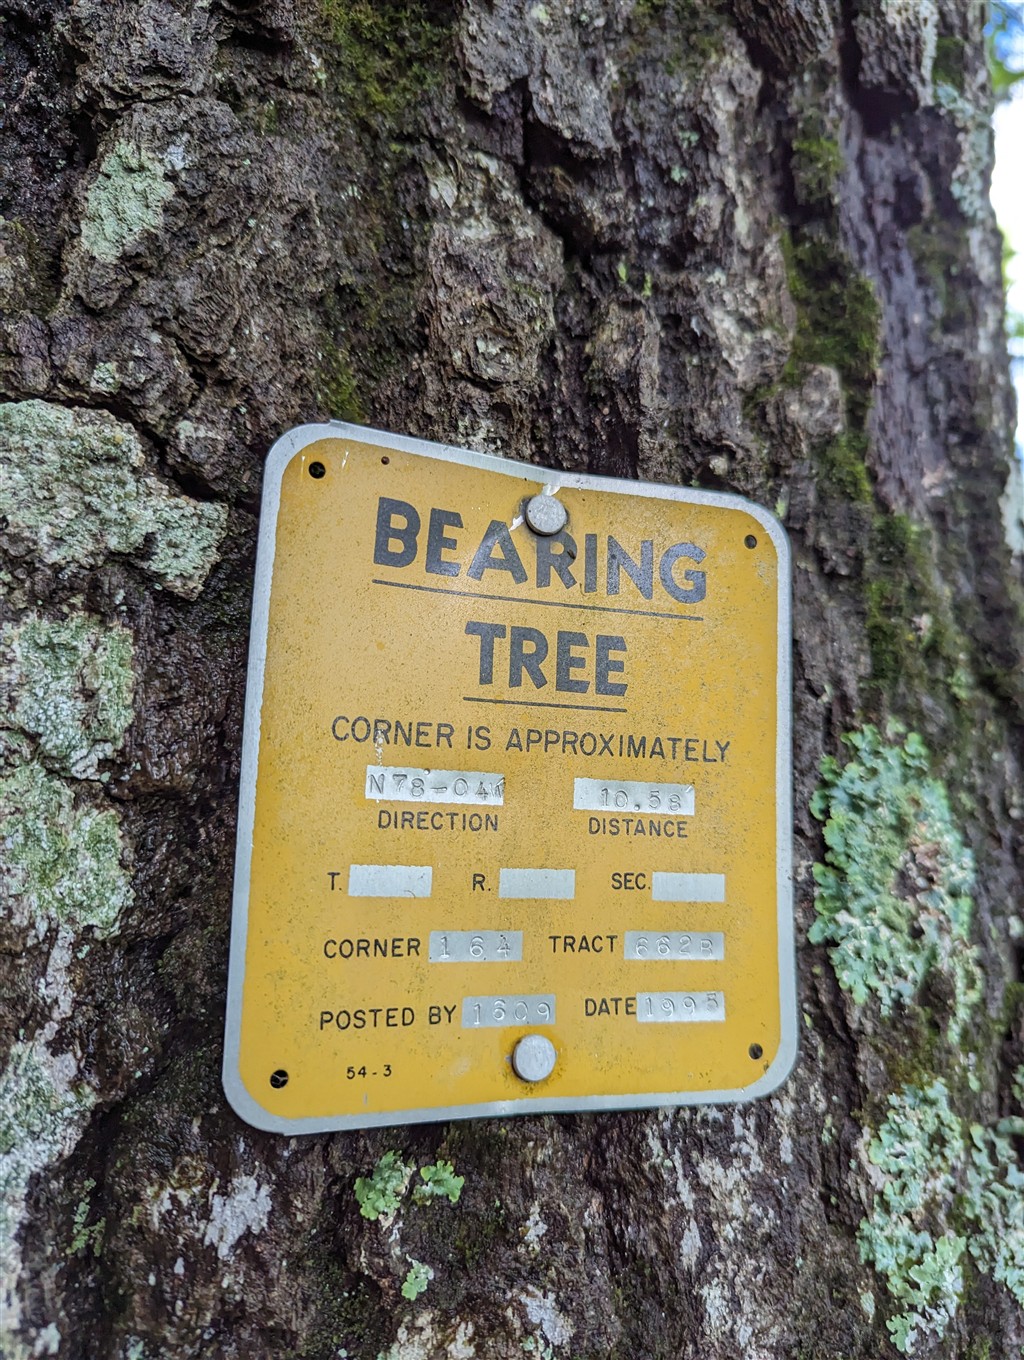 BEARING
TREE
CORNER IS APPROXIMATELY
N78-04W 10.58
DIRECTION DISTANCE
T. R. SEC.
CORNER 164 TRACT 662B
POSTED BY 1609 DATE 1995
54-3